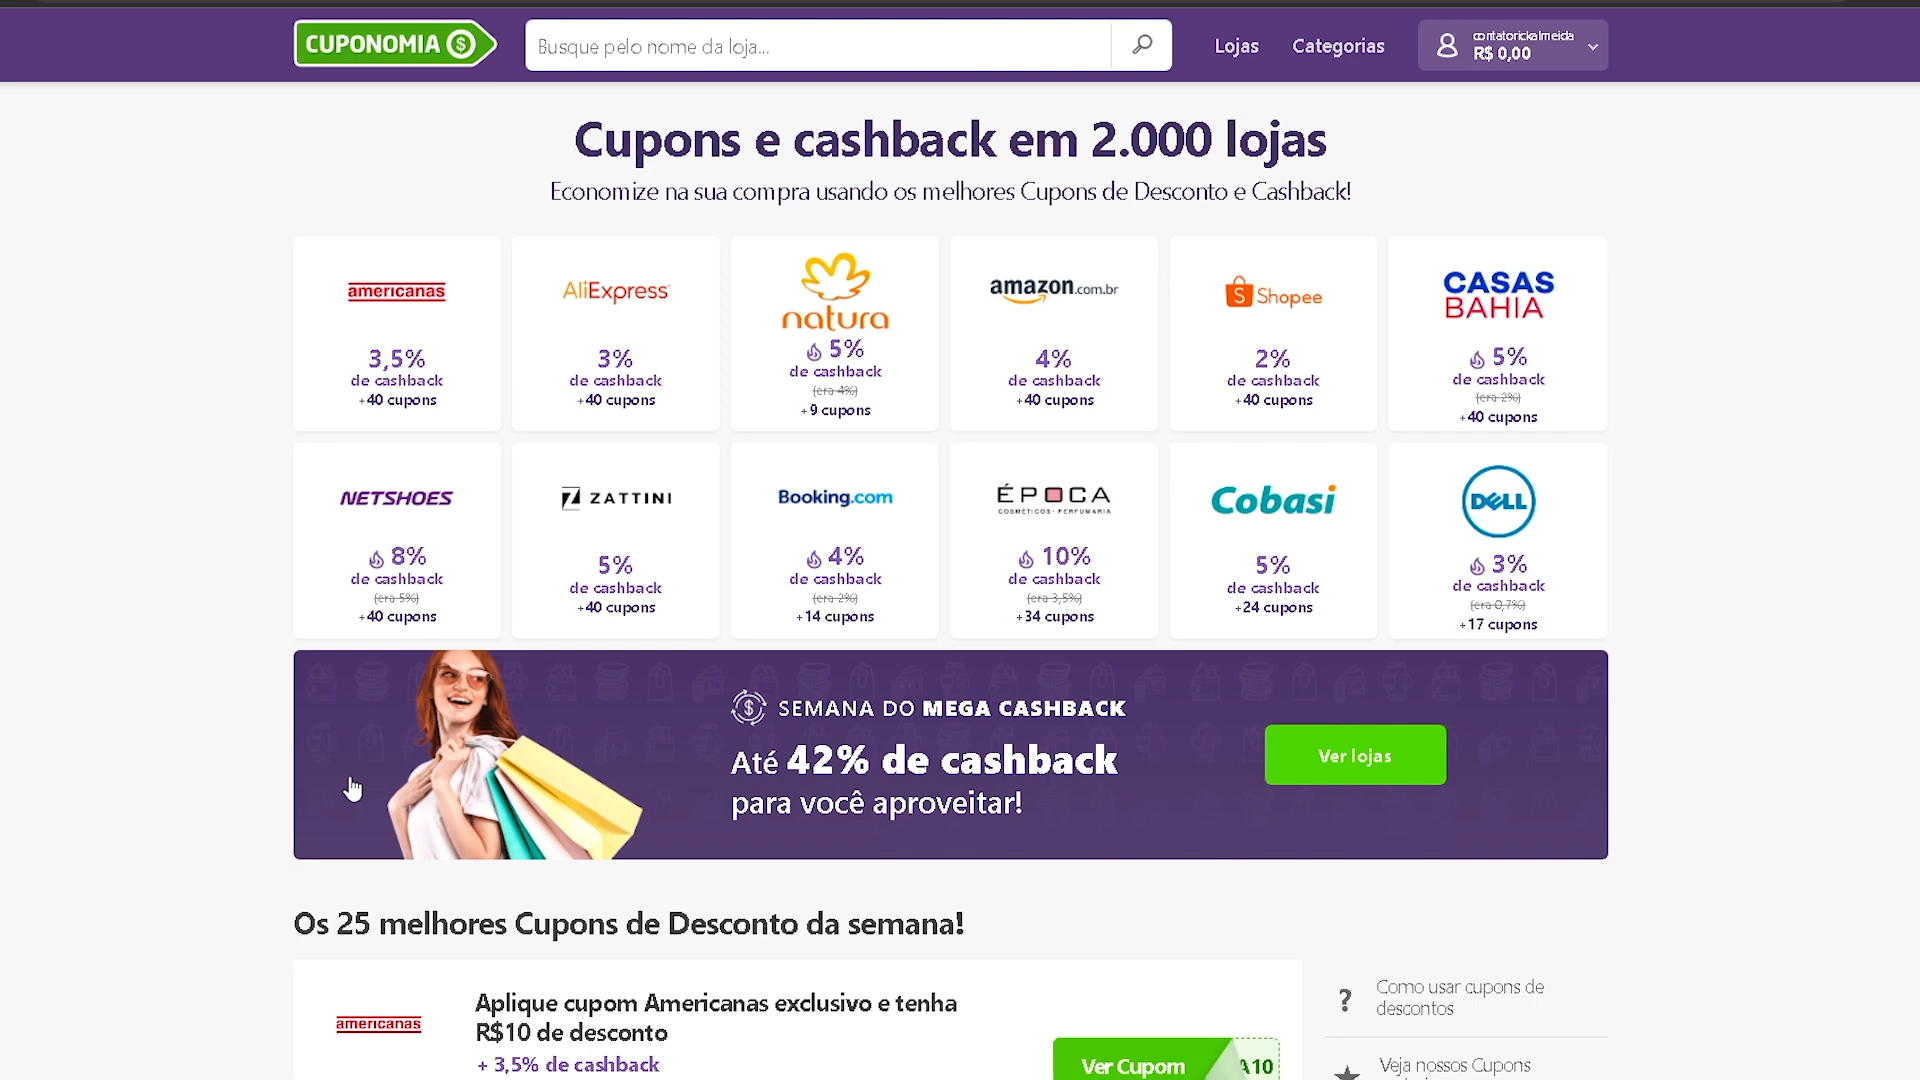 CUPONOMIA $
Busque pelo nome da loja...
Lojas
Categorias
contatorickalmeida
R$ 0,00
Cupons e cashback em 2.000 lojas
Economize na sua compra usando os melhores Cupons de Desconto e Cashback!
americanas
3,5%
de cashback
+40 cupons
AliExpress
3%
de cashback
+40 cupons
natura
5%
de cashback
(era 4%)
+9 cupons
amazon.com.br
4%
de cashback
+40 cupons
Shopee
2%
de cashback
+40 cupons
CASAS
BAHIA
5%
de cashback
(era 2%)
+40 cupons
NETSHOES
8%
de cashback
(era 5%)
+40 cupons
ZATTINI
5%
de cashback
+40 cupons
Booking.com
4%
de cashback
(era 2%)
+14 cupons
ÉPOCA
COSMÉTICOS · PERFUMARIA
10%
de cashback
(era 3,5%)
+34 cupons
Cobasi
5%
de cashback
+24 cupons
DELL
3%
de cashback
(era 0,7%)
+17 cupons
SEMANA DO MEGA CASHBACK
Até 42% de cashback
para você aproveitar!
Ver lojas
Os 25 melhores Cupons de Desconto da semana!
americanas
Aplique cupom Americanas exclusivo e tenha
R$10 de desconto
+ 3,5% de cashback
Ver Cupom
A10
? Como usar cupons de
descontos
Veja nossos Cupons